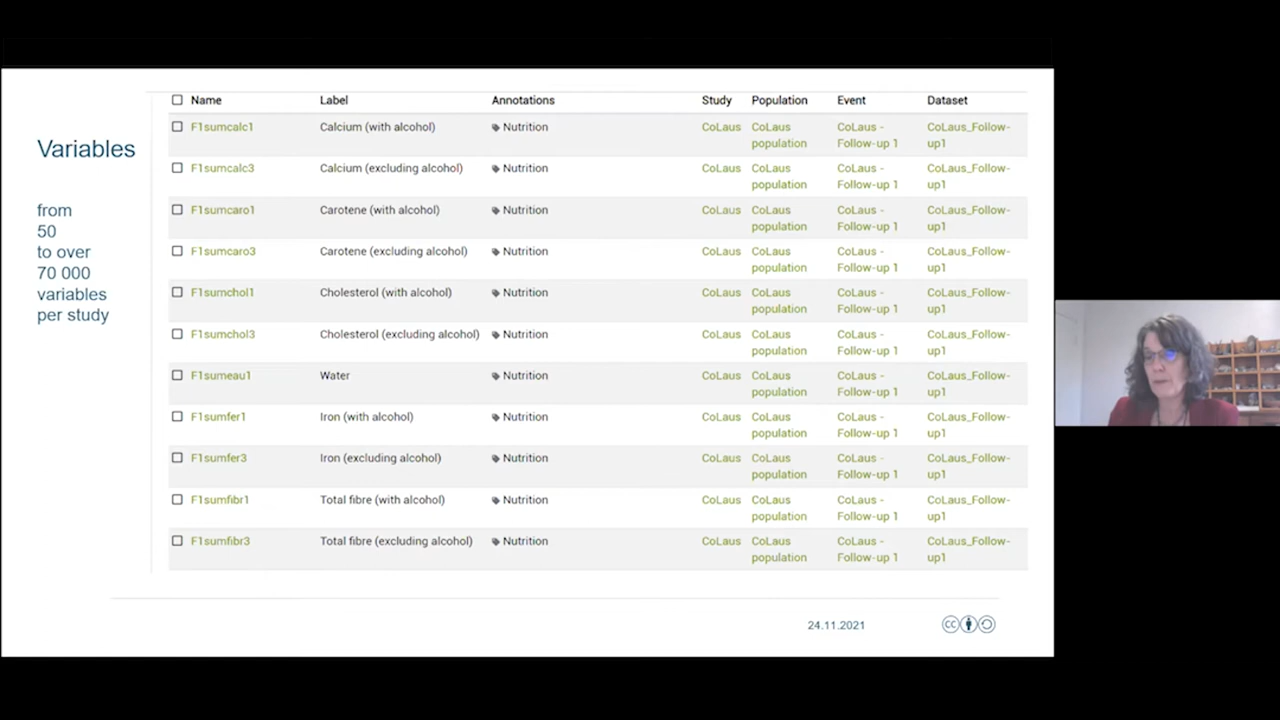 Variables
from
50
to over
70 000
variables
per study
Name Label Annotations Study Population Event Dataset
F1sumcalc1 Calcium (with alcohol) Nutrition CoLaus CoLaus population CoLaus - Follow-up 1 CoLaus_Follow-up1
F1sumcalc3 Calcium (excluding alcohol) Nutrition CoLaus CoLaus population CoLaus - Follow-up 1 CoLaus_Follow-up1
F1sumcaro1 Carotene (with alcohol) Nutrition CoLaus CoLaus population CoLaus - Follow-up 1 CoLaus_Follow-up1
F1sumcaro3 Carotene (excluding alcohol) Nutrition CoLaus CoLaus population CoLaus - Follow-up 1 CoLaus_Follow-up1
F1sumchol1 Cholesterol (with alcohol) Nutrition CoLaus CoLaus population CoLaus - Follow-up 1 CoLaus_Follow-up1
F1sumchol3 Cholesterol (excluding alcohol) Nutrition CoLaus CoLaus population CoLaus - Follow-up 1 CoLaus_Follow-up1
F1sumeau1 Water Nutrition CoLaus CoLaus population CoLaus - Follow-up 1 CoLaus_Follow-up1
F1sumfer1 Iron (with alcohol) Nutrition CoLaus CoLaus population CoLaus - Follow-up 1 CoLaus_Follow-up1
F1sumfer3 Iron (excluding alcohol) Nutrition CoLaus CoLaus population CoLaus - Follow-up 1 CoLaus_Follow-up1
F1sumfibr1 Total fibre (with alcohol) Nutrition CoLaus CoLaus population CoLaus - Follow-up 1 CoLaus_Follow-up1
F1sumfibr3 Total fibre (excluding alcohol) Nutrition CoLaus CoLaus population CoLaus - Follow-up 1 CoLaus_Follow-up1
24.11.2021
CC